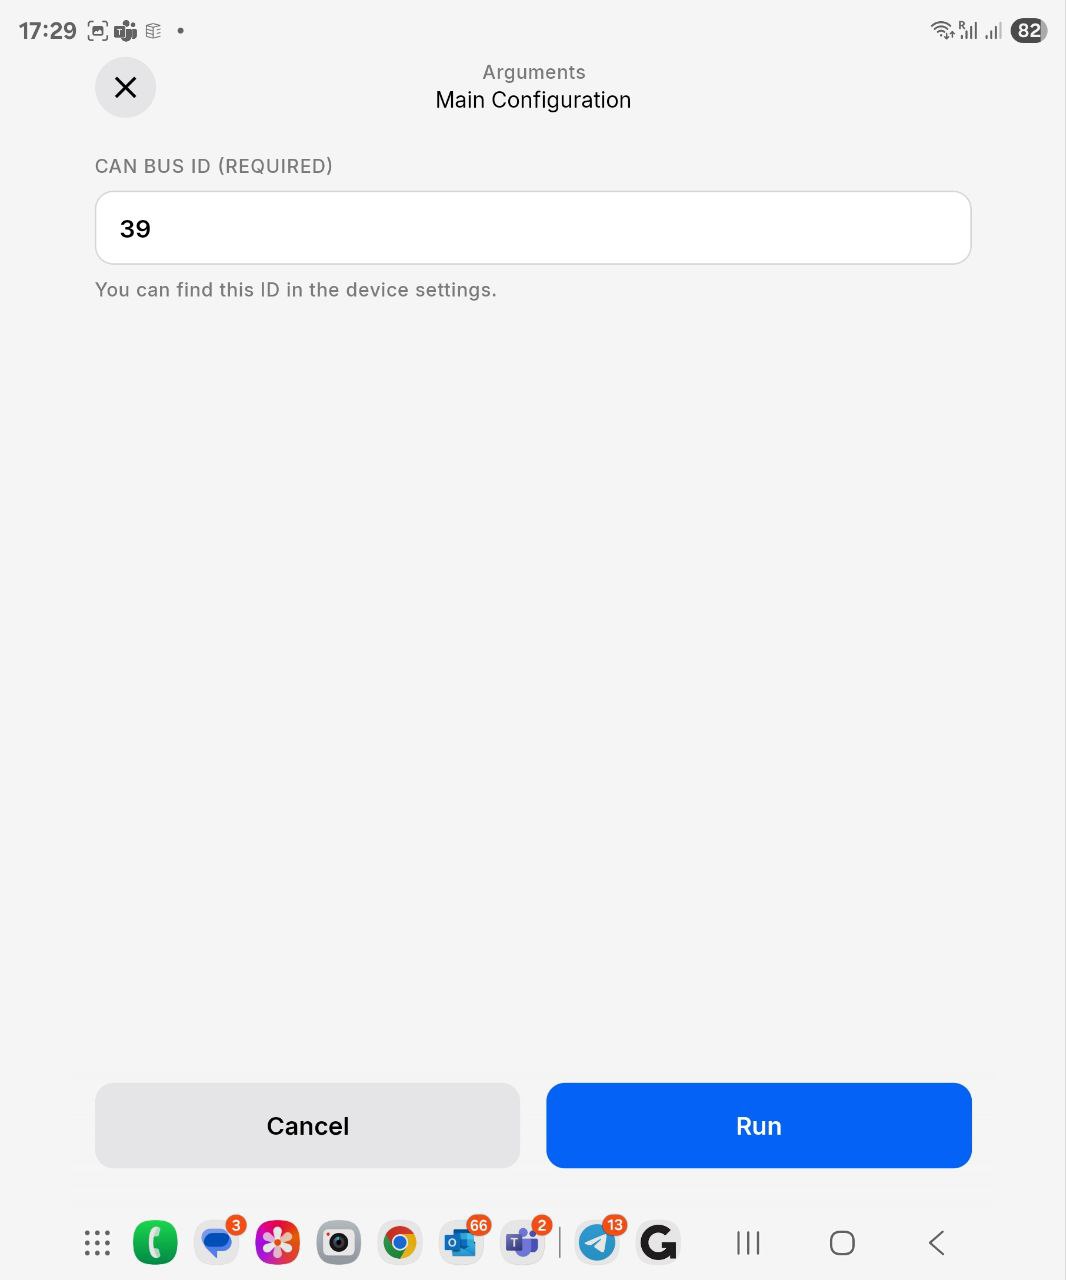 17:29
R
82
Arguments
Main Configuration
CAN BUS ID (REQUIRED)
39
You can find this ID in the device settings.
Cancel
Run
3
66
2
13